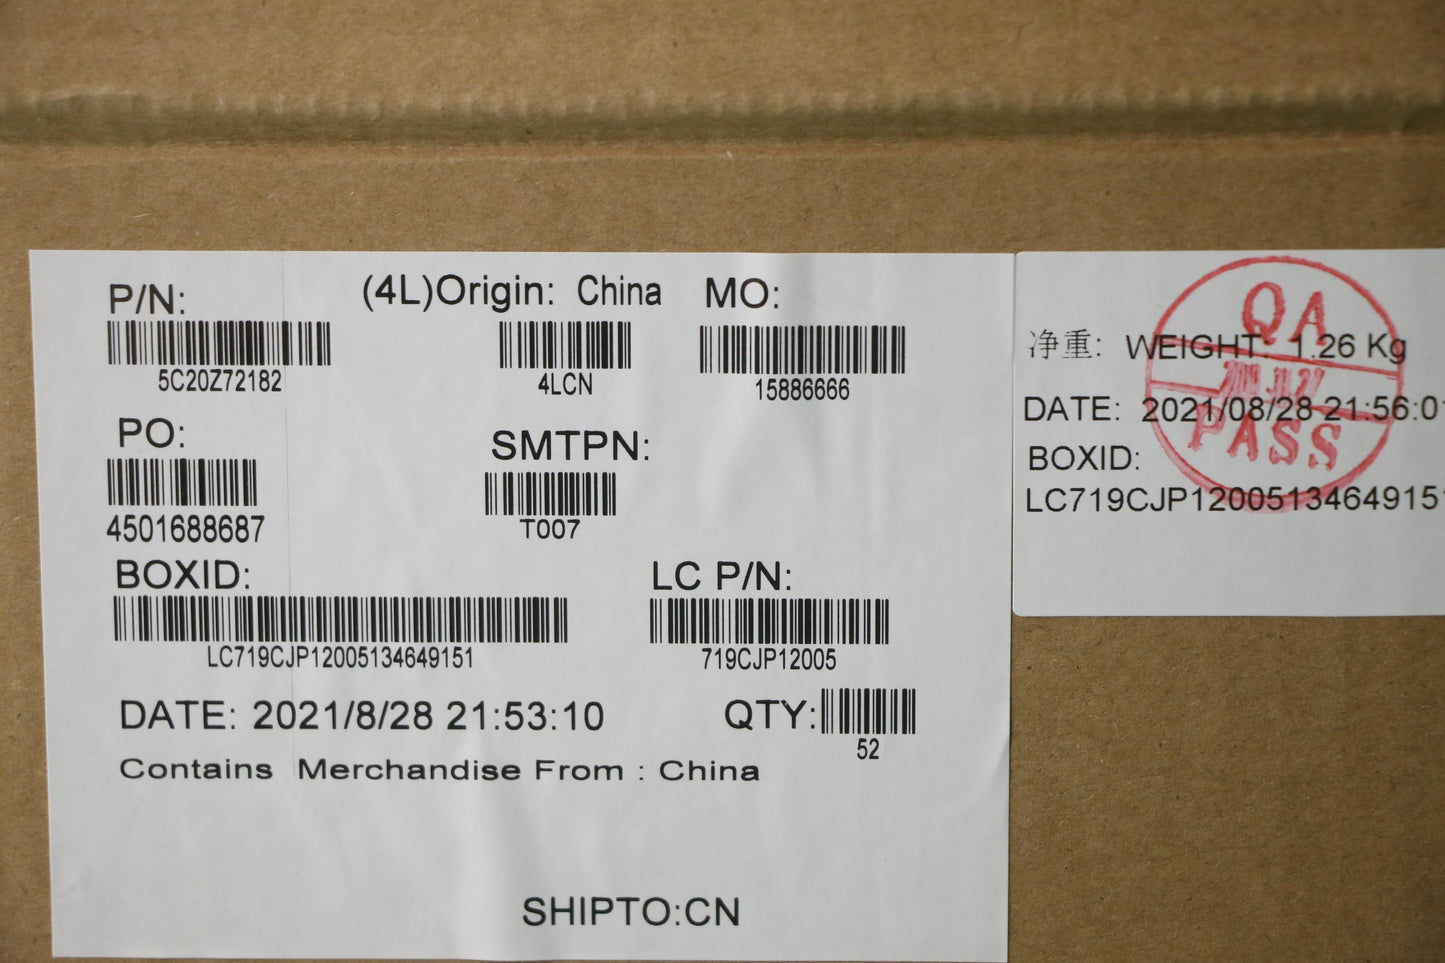 P/N:
(4L)Origin: China
MO:
5C20Z72182
4LCN
15886666
PO:
SMTPN:
4501688687
T007
BOXID:
LC P/N:
LC719CJP12005134649151
719CJP12005
DATE: 2021/8/28 21:53:10
QTY:
52
Contains Merchandise From : China
SHIPTO:CN
QA
PASS
净重: WEIGHT: 1.26 Kg
DATE: 2021/08/28 21:56:01
BOXID:
LC719CJP12005134649151